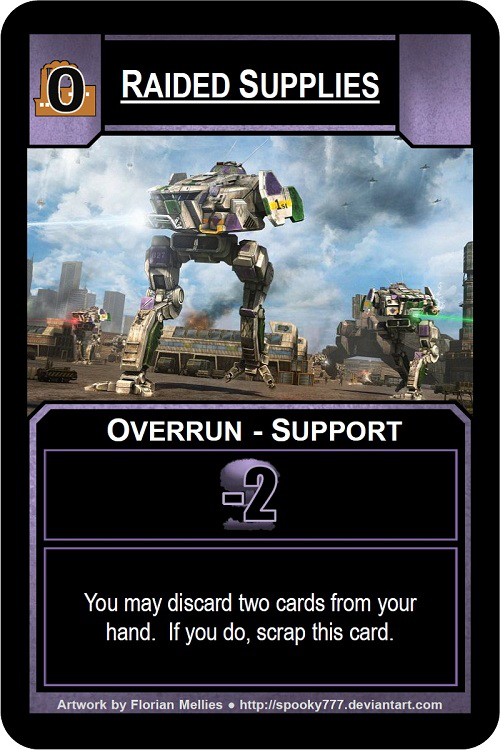 0
RAIDED SUPPLIES
1st
OVERRUN - SUPPORT
-2
You may discard two cards from your
hand.  If you do, scrap this card.
Artwork by Florian Mellies ● http://spooky777.deviantart.com